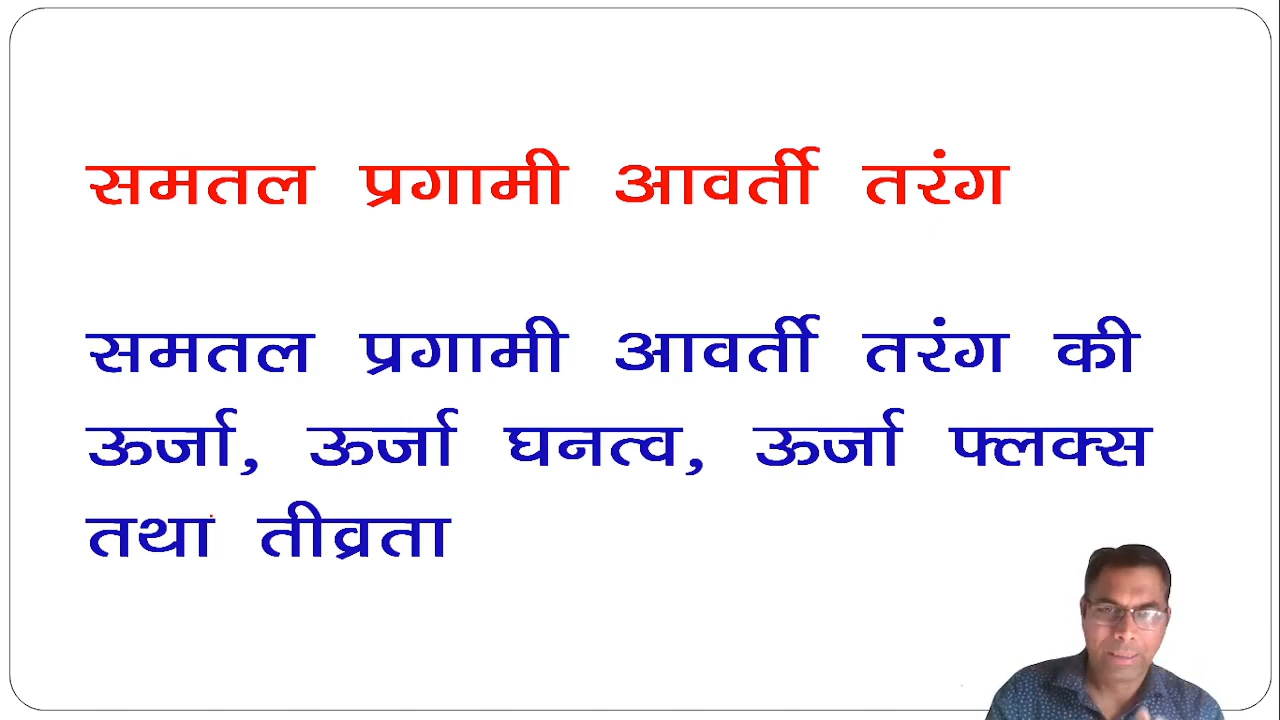 समतल प्रगामी आवर्ती तरंग
समतल प्रगामी आवर्ती तरंग की
ऊर्जा, ऊर्जा घनत्व, ऊर्जा फ्लक्स
तथा तीव्रता